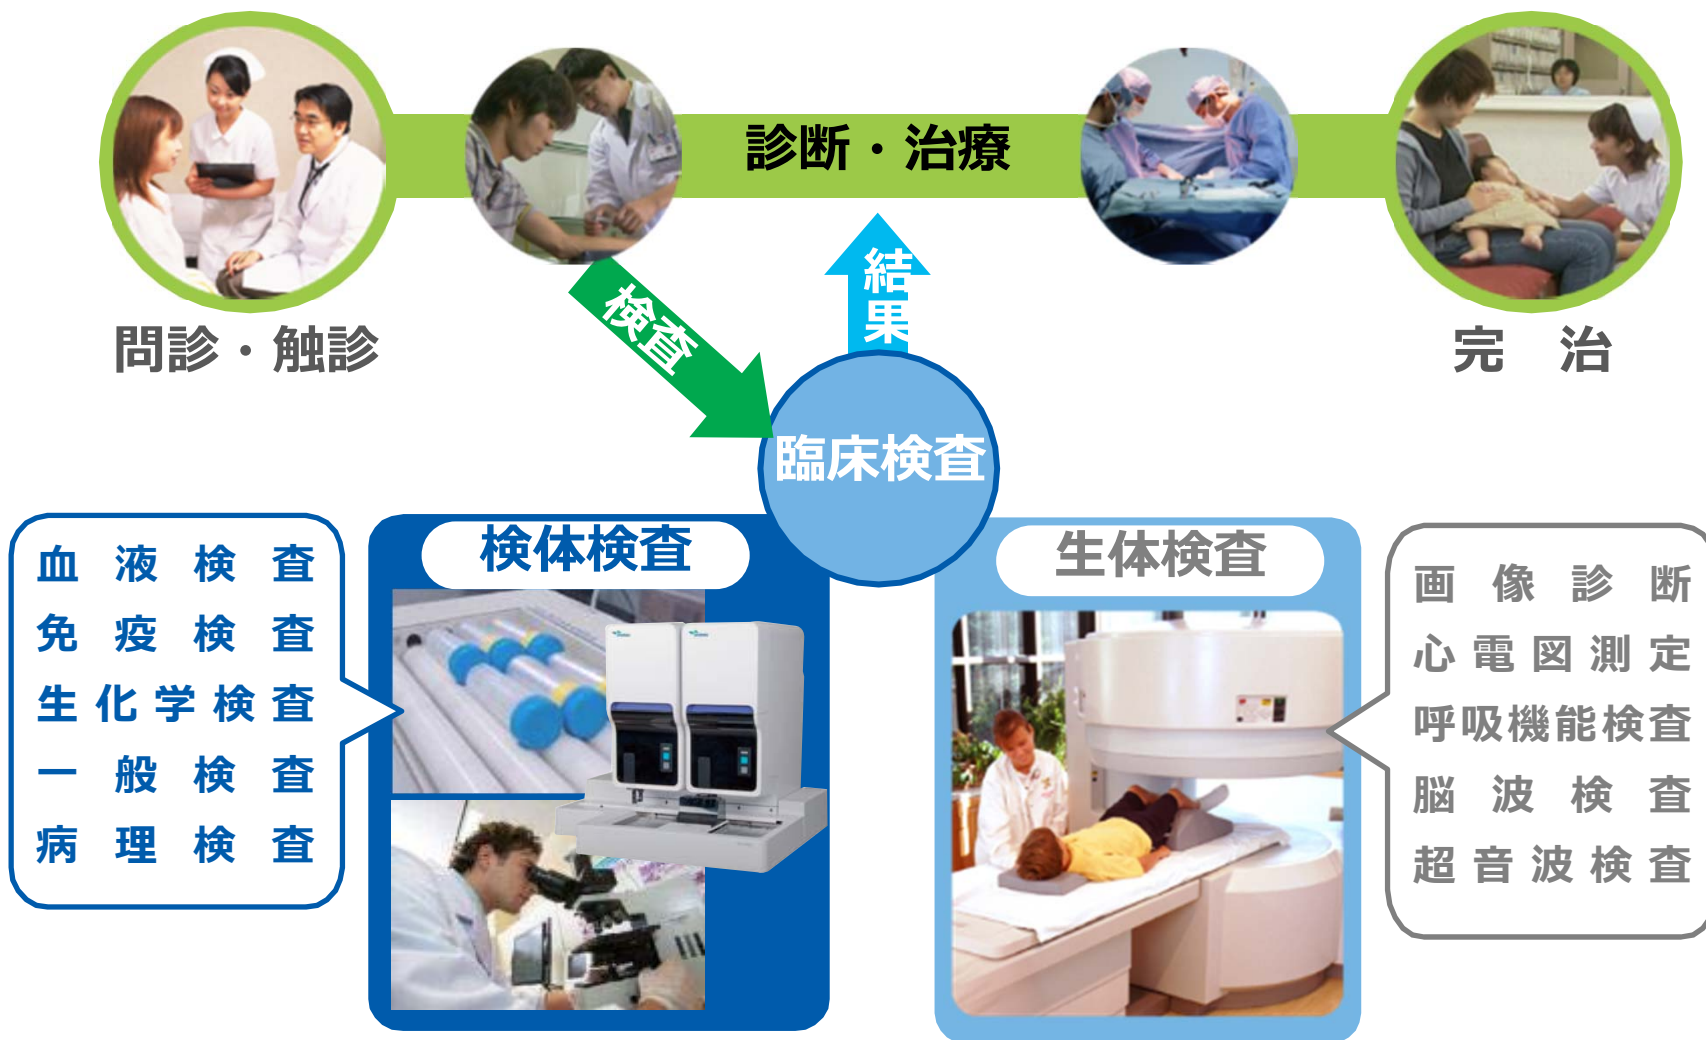 診断・治療
問診・触診
検査
結果
完　治
臨床検査
検体検査
血液検査
免疫検査
生化学検査
一般検査
病理検査
生体検査
画像診断
心電図測定
呼吸機能検査
脳波検査
超音波検査